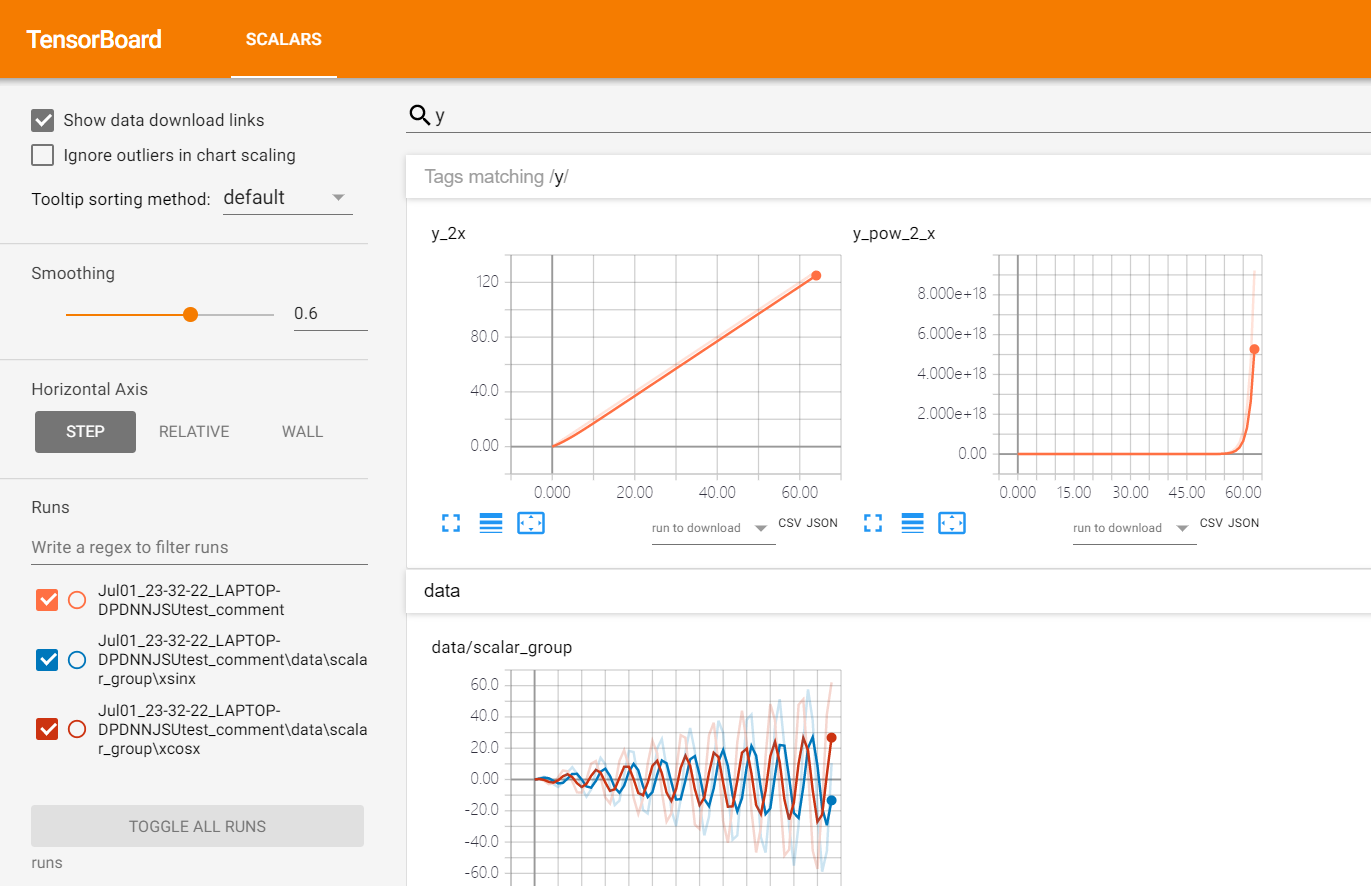 TensorBoard
SCALARS
Show data download links
Ignore outliers in chart scaling
Tooltip sorting method:
default
Smoothing
0.6
Horizontal Axis
STEP
RELATIVE
WALL
Runs
Write a regex to filter runs
Jul01_23-32-22_LAPTOP-
DPDNNJSUtest_comment
Jul01_23-32-22_LAPTOP-
DPDNNJSUtest_comment\data\scala
r_group\xsinx
Jul01_23-32-22_LAPTOP-
DPDNNJSUtest_comment\data\scala
r_group\xcosx
TOGGLE ALL RUNS
runs
y
Tags matching /y/
y_2x
120
80.0
40.0
0.00
0.000 20.00 40.00 60.00
run to download
CSV JSON
y_pow_2_x
8.000e+18
6.000e+18
4.000e+18
2.000e+18
0.00
0.000 15.00 30.00 45.00 60.00
run to download
CSV JSON
data
data/scalar_group
60.0
40.0
20.0
0.00
-20.0
-40.0
-60.0